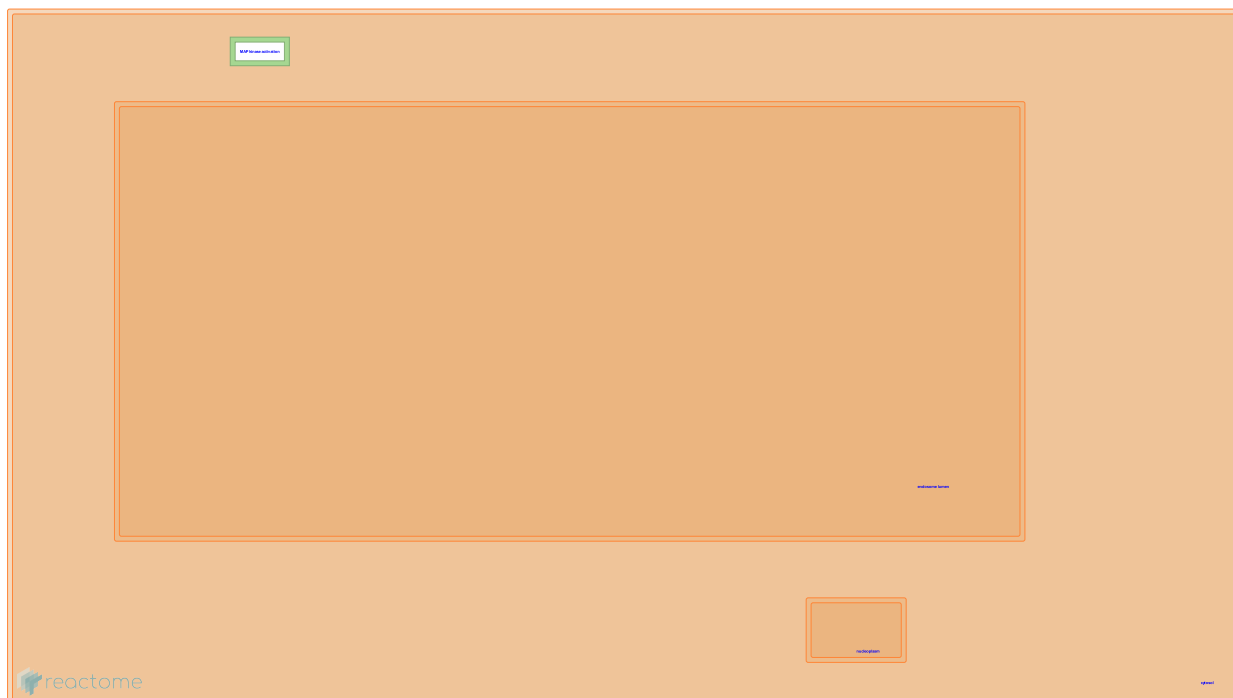 MAP kinase activation
endosome lumen
nucleoplasm
reactome
cytosol